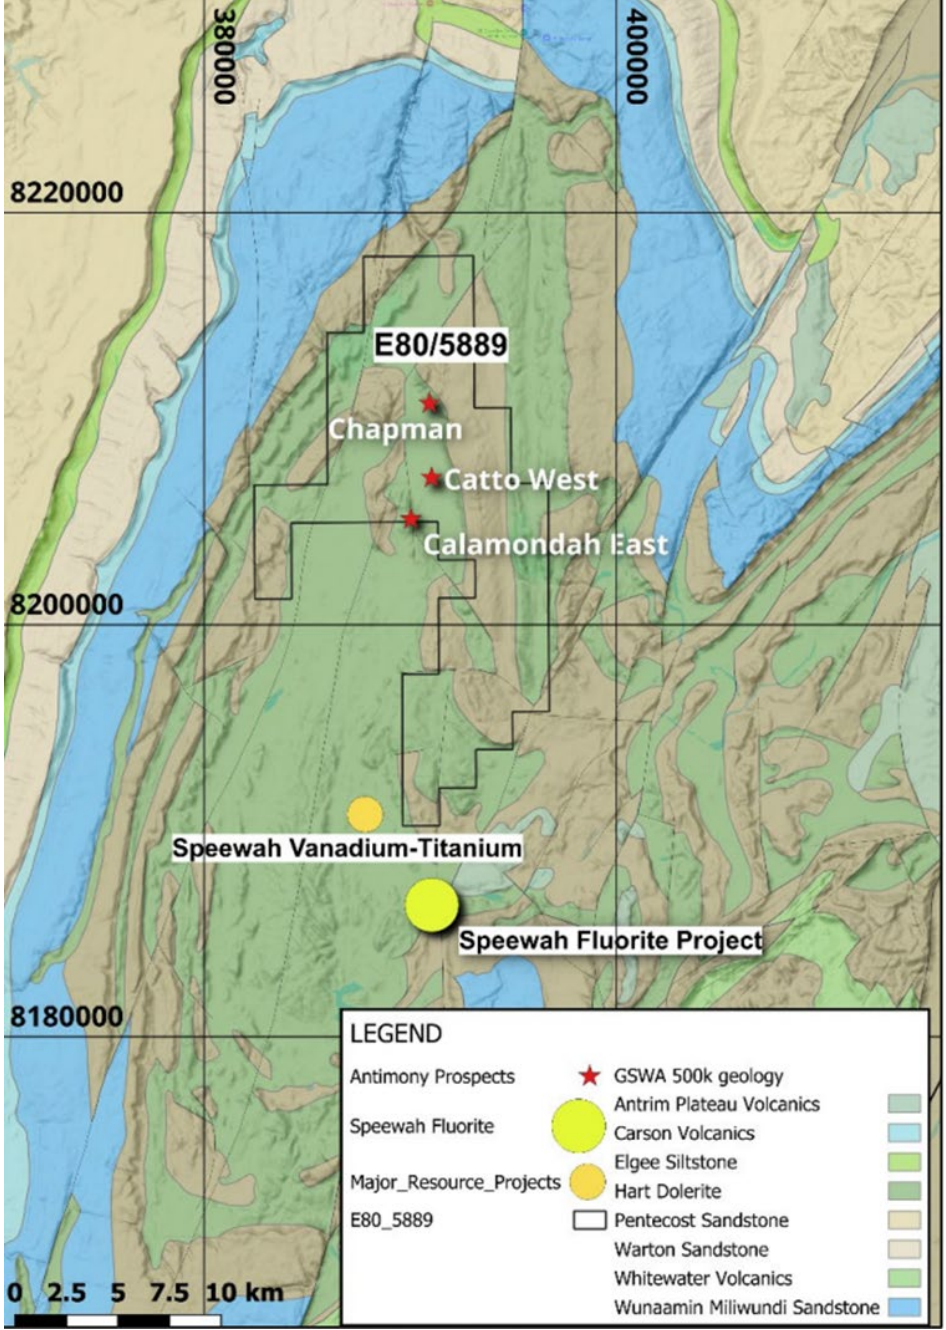 380000
400000
8220000
E80/5889
Chapman
Catto West
Calamondah East
8200000
Speewah Vanadium-Titanium
Speewah Fluorite Project
8180000
LEGEND
Antimony Prospects
GSWA 500k geology
Antrim Plateau Volcanics
Speewah Fluorite
Carson Volcanics
Elgee Siltstone
Major_Resource_Projects
Hart Dolerite
E80_5889
Pentecost Sandstone
Warton Sandstone
Whitewater Volcanics
Wunaamin Miliwundi Sandstone
0 2.5 5 7.5 10 km